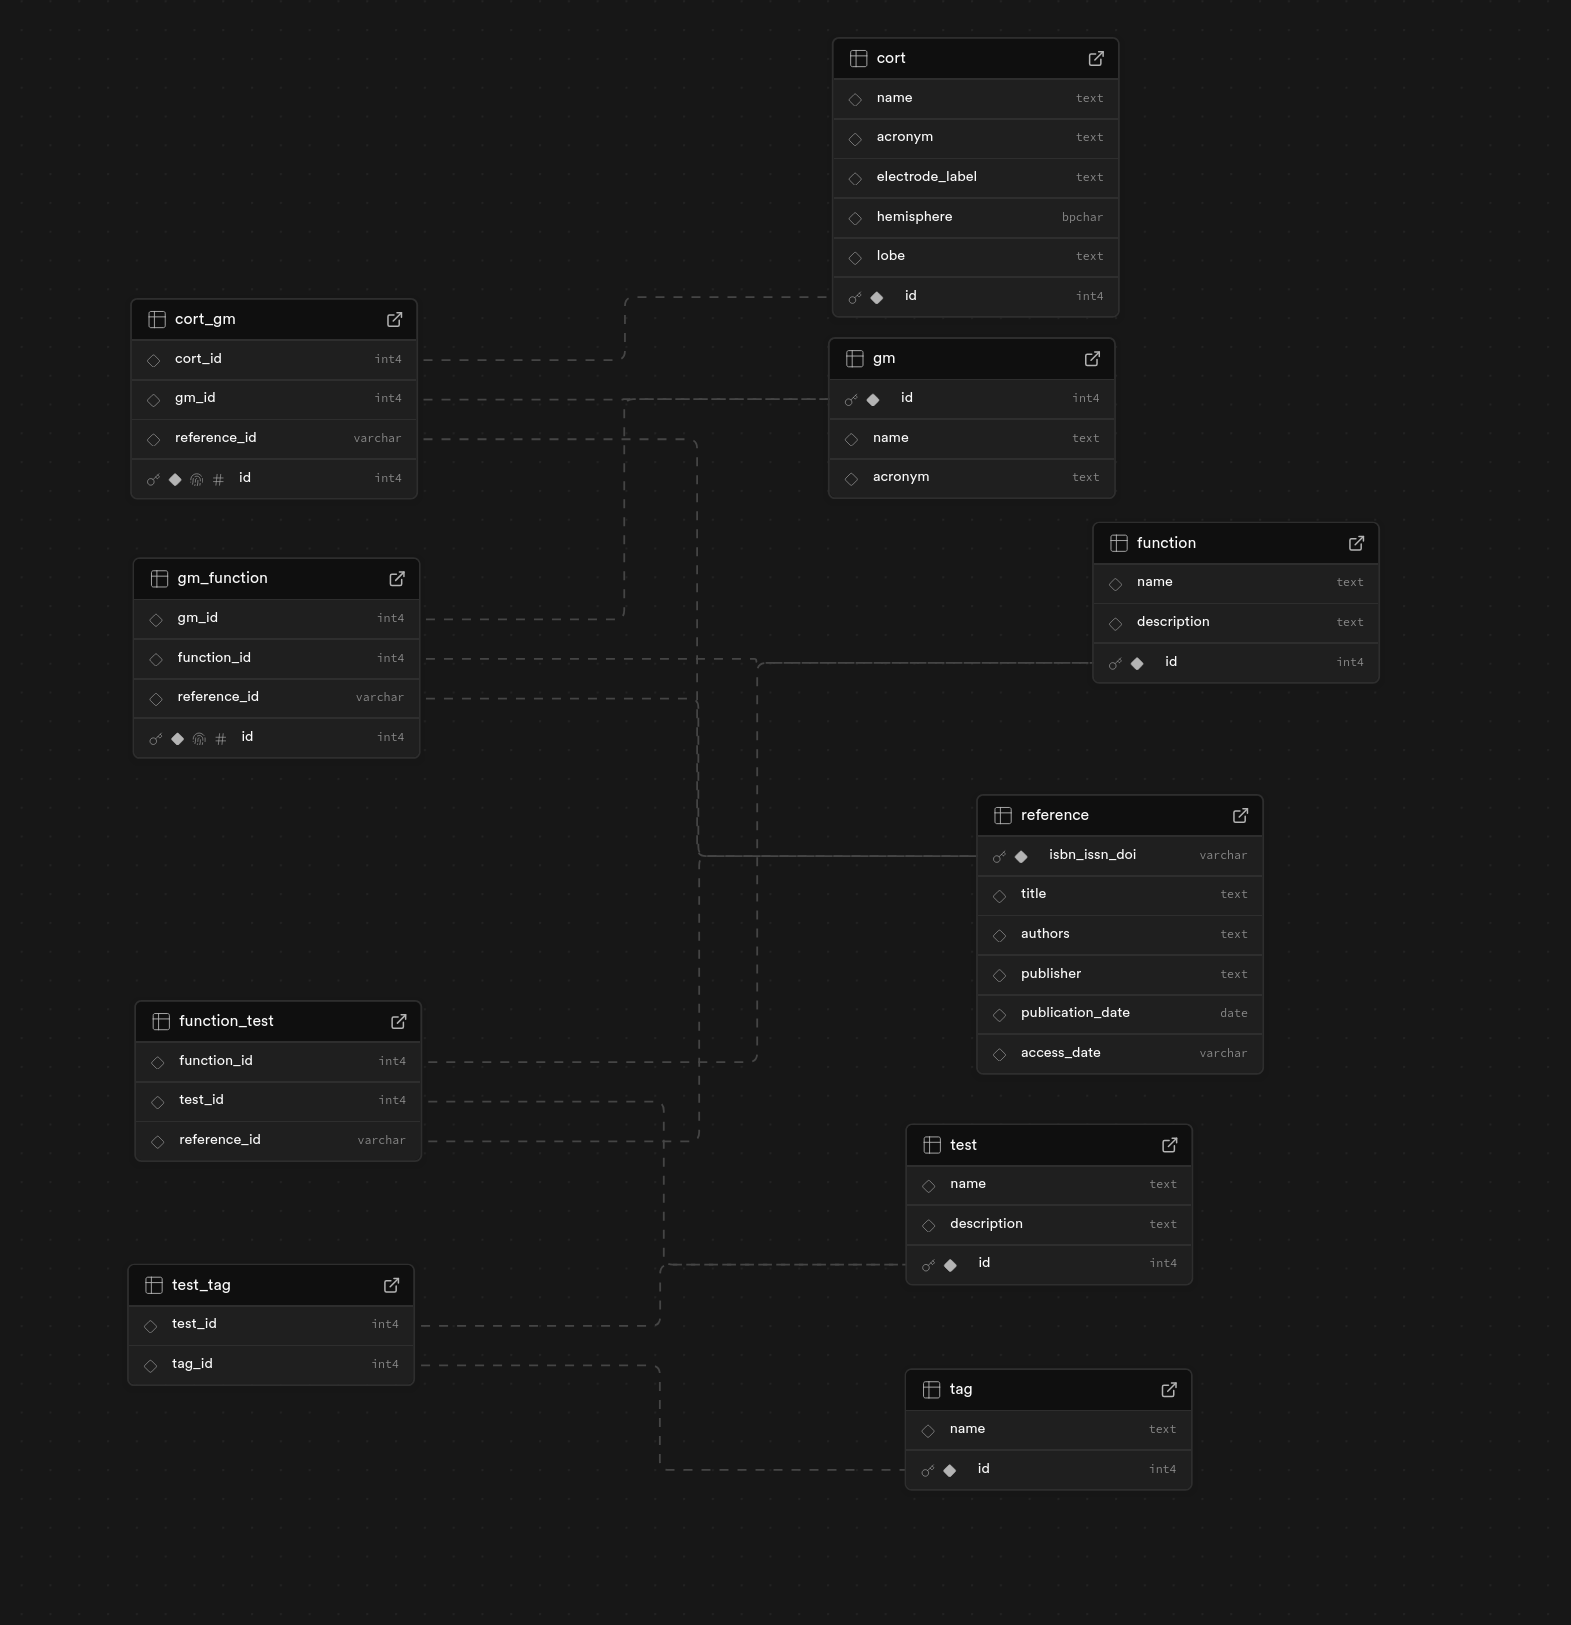 cort
name text
acronym text
electrode_label text
hemisphere bpchar
lobe text
id int4
cort_gm
cort_id int4
gm_id int4
reference_id varchar
# id int4
gm
id int4
name text
acronym text
function
name text
description text
id int4
gm_function
gm_id int4
function_id int4
reference_id varchar
# id int4
reference
isbn_issn_doi varchar
title text
authors text
publisher text
publication_date date
access_date varchar
function_test
function_id int4
test_id int4
reference_id varchar
test
name text
description text
id int4
test_tag
test_id int4
tag_id int4
tag
name text
id int4